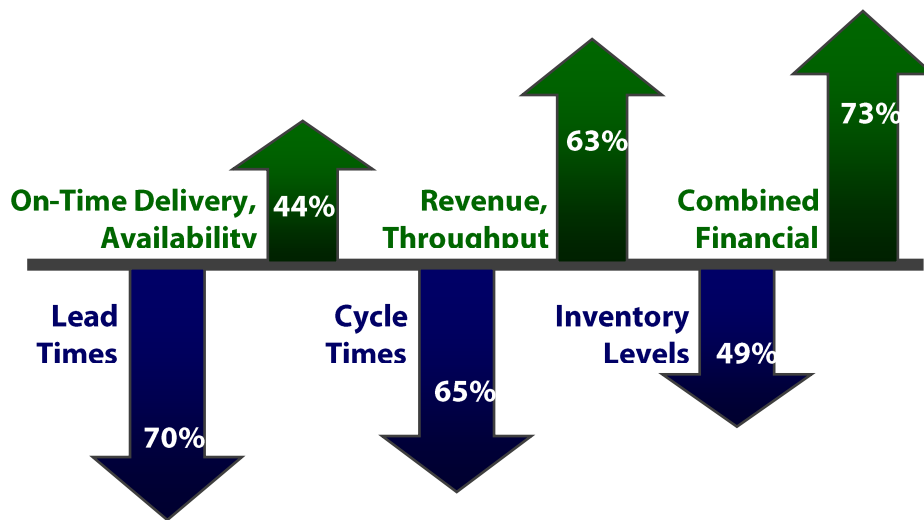 On-Time Delivery,
Availability
44%
Revenue,
Throughput
63%
Combined
Financial
73%
Lead
Times
70%
Cycle
Times
65%
Inventory
Levels
49%